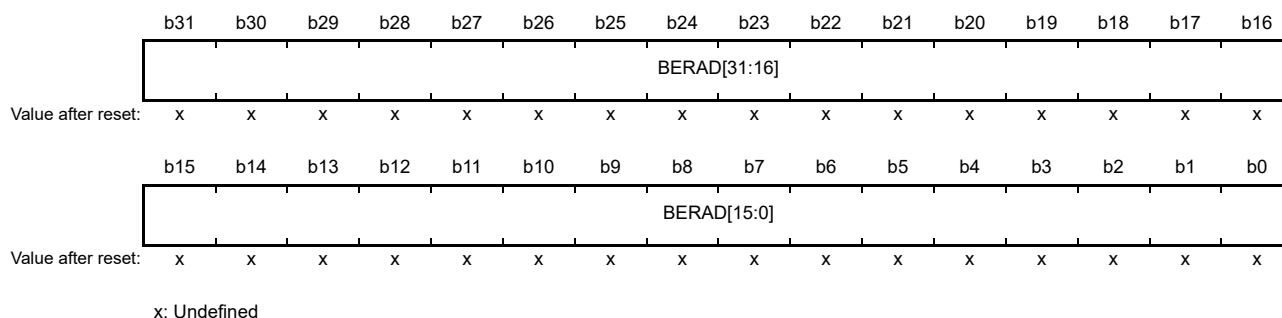 b31 b30 b29 b28 b27 b26 b25 b24 b23 b22 b21 b20 b19 b18 b17 b16
BERAD[31:16]
Value after reset: x x x x x x x x x x x x x x x x
b15 b14 b13 b12 b11 b10 b9 b8 b7 b6 b5 b4 b3 b2 b1 b0
BERAD[15:0]
Value after reset: x x x x x x x x x x x x x x x x
x: Undefined